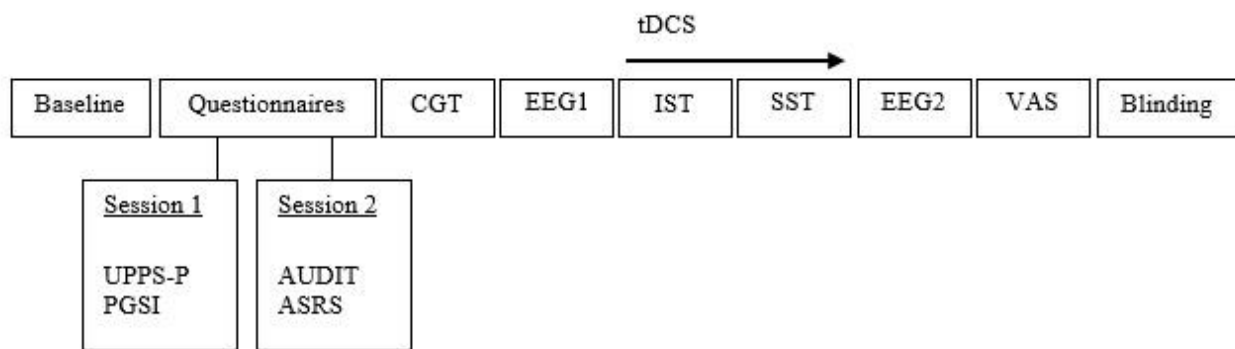 tDCS
Baseline
Questionnaires
CGT
EEG1
IST
SST
EEG2
VAS
Blinding
Session 1
UPPS-P
PGSI
Session 2
AUDIT
ASRS